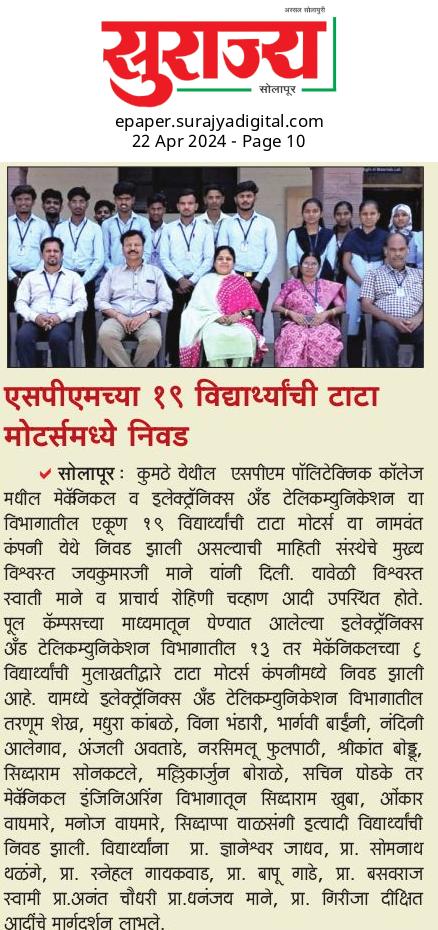 अस्सल सोलापुरी
सुराज्य
सोलापूर
epaper.surajyadigital.com
22 Apr 2024 - Page 10
एसपीएमच्या १९ विद्यार्थ्यांची टाटा
मोटर्समध्ये निवड
सोलापूर : कुमठे येथील एसपीएम पॉलिटेक्निक कॉलेज
मधील मेकॅनिकल व इलेक्ट्रॉनिक्स अँड टेलिकम्युनिकेशन या
विभागातील एकूण १९ विद्यार्थ्यांची टाटा मोटर्स या नामवंत
कंपनी येथे निवड झाली असल्याची माहिती संस्थेचे मुख्य
विश्वस्त जयकुमारजी माने यांनी दिली. यावेळी विश्वस्त
स्वाती माने व प्राचार्य रोहिणी चव्हाण आदी उपस्थित होते.
पूल कॅम्पसच्या माध्यमातून घेण्यात आलेल्या इलेक्ट्रॉनिक्स
अँड टेलिकम्युनिकेशन विभागातील १३ तर मेकॅनिकलच्या ६
विद्यार्थ्यांची मुलाखतीद्वारे टाटा मोटर्स कंपनीमध्ये निवड झाली
आहे. यामध्ये इलेक्ट्रॉनिक्स अँड टेलिकम्युनिकेशन विभागातील
तरणूम शेख, मधुरा कांबळे, विना भंडारी, भार्गवी बाईंनी, नंदिनी
आलेगाव, अंजली अवताडे, नरसिमलू फुलपाठी, श्रीकांत बोड्डू,
सिध्दाराम सोनकटले, मल्लिकार्जुन बोराळे, सचिन घोडके तर
मेकॅनिकल इंजिनिअरिंग विभागातून सिध्दाराम खुबा, ओंकार
वाघमारे, मनोज वाघमारे, सिध्दाप्पा याळसंगी इत्यादी विद्यार्थ्यांची
निवड झाली. विद्यार्थ्यांना प्रा. ज्ञानेश्वर जाधव, प्रा. सोमनाथ
थळंगे, प्रा. स्नेहल गायकवाड, प्रा. बापू गाडे, प्रा. बसवराज
स्वामी प्रा.अनंत चौधरी प्रा.धनंजय माने, प्रा. गिरीजा दीक्षित
आदींचे मार्गदर्शन लाभले.